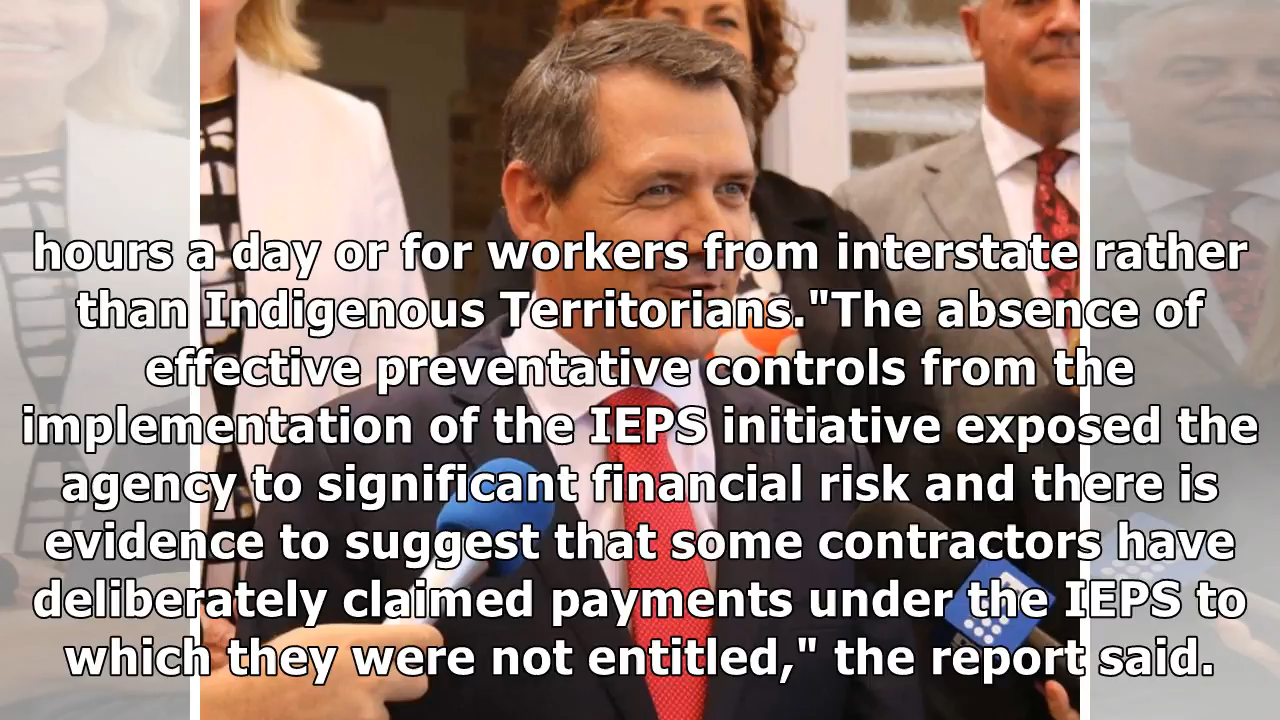 hours a day or for workers from interstate rather
than Indigenous Territorians."The absence of
effective preventative controls from the
implementation of the IEPS initiative exposed the
agency to significant financial risk and there is
evidence to suggest that some contractors have
deliberately claimed payments under the IEPS to
which they were not entitled," the report said.